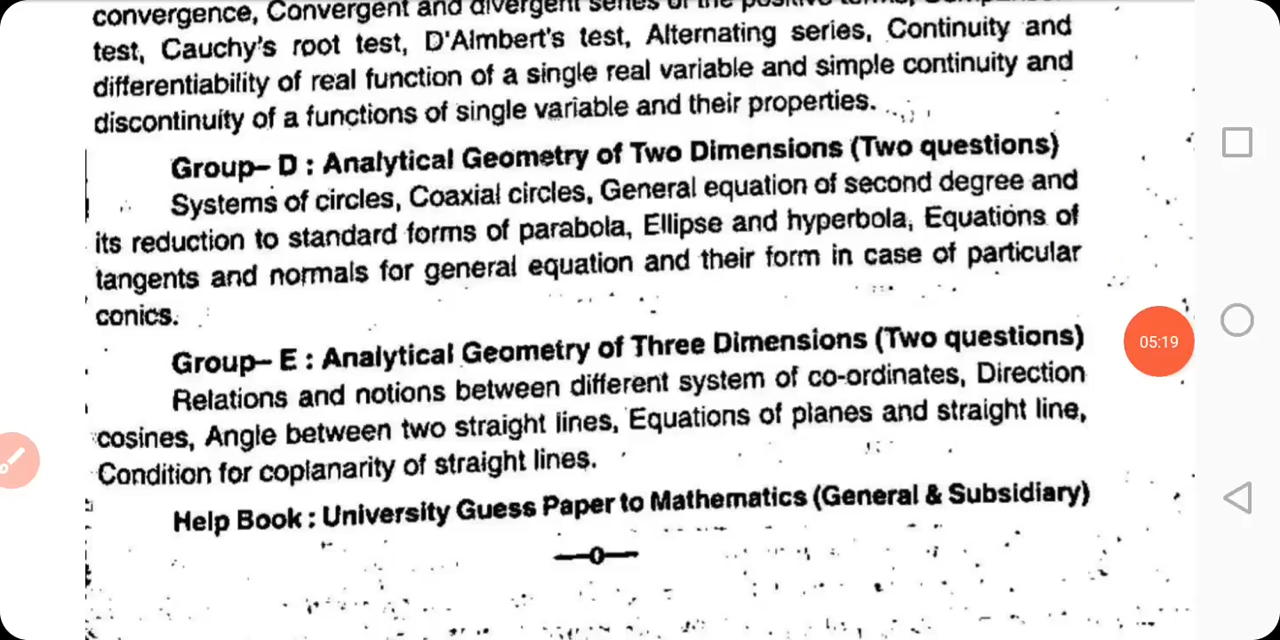 convergence, Convergent and divergent series of the positive terms,
test, Cauchy's root test, D'Almbert's test, Alternating series, Continuity and
differentiability of real function of a single real variable and simple continuity and
discontinuity of a functions of single variable and their properties.
Group– D : Analytical Geometry of Two Dimensions (Two questions)
Systems of circles, Coaxial circles, General equation of second degree and
its reduction to standard forms of parabola, Ellipse and hyperbola, Equations of
tangents and normals for general equation and their form in case of particular
conics.
Group– E : Analytical Geometry of Three Dimensions (Two questions)
Relations and notions between different system of co-ordinates, Direction
cosines, Angle between two straight lines, Equations of planes and straight line,
Condition for coplanarity of straight lines.
Help Book : University Guess Paper to Mathematics (General & Subsidiary)
—0—
05:19